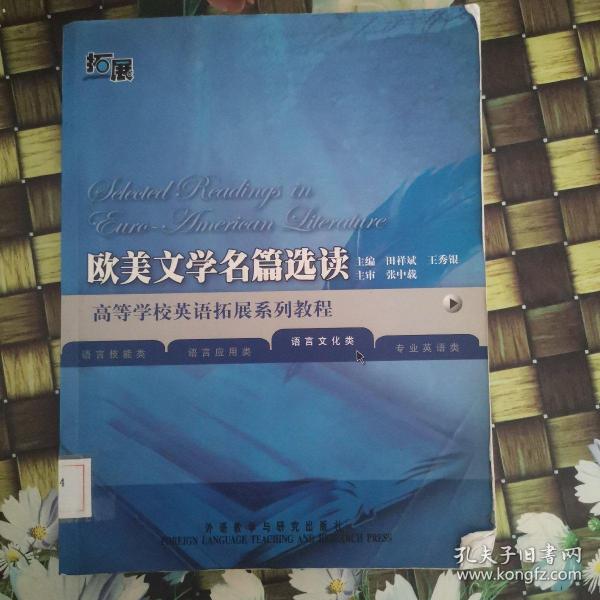 拓展
Selected Readings in
Euro-American Literature
欧美文学名篇选读
主编 田祥斌 王秀银
主审 张中载
高等学校英语拓展系列教程
语言技能类 语言应用类 语言文化类 专业英语类
4
外语教学与研究出版社
FOREIGN LANGUAGE TEACHING AND RESEARCH PRESS
孔夫子旧书网
www.kongfz.com